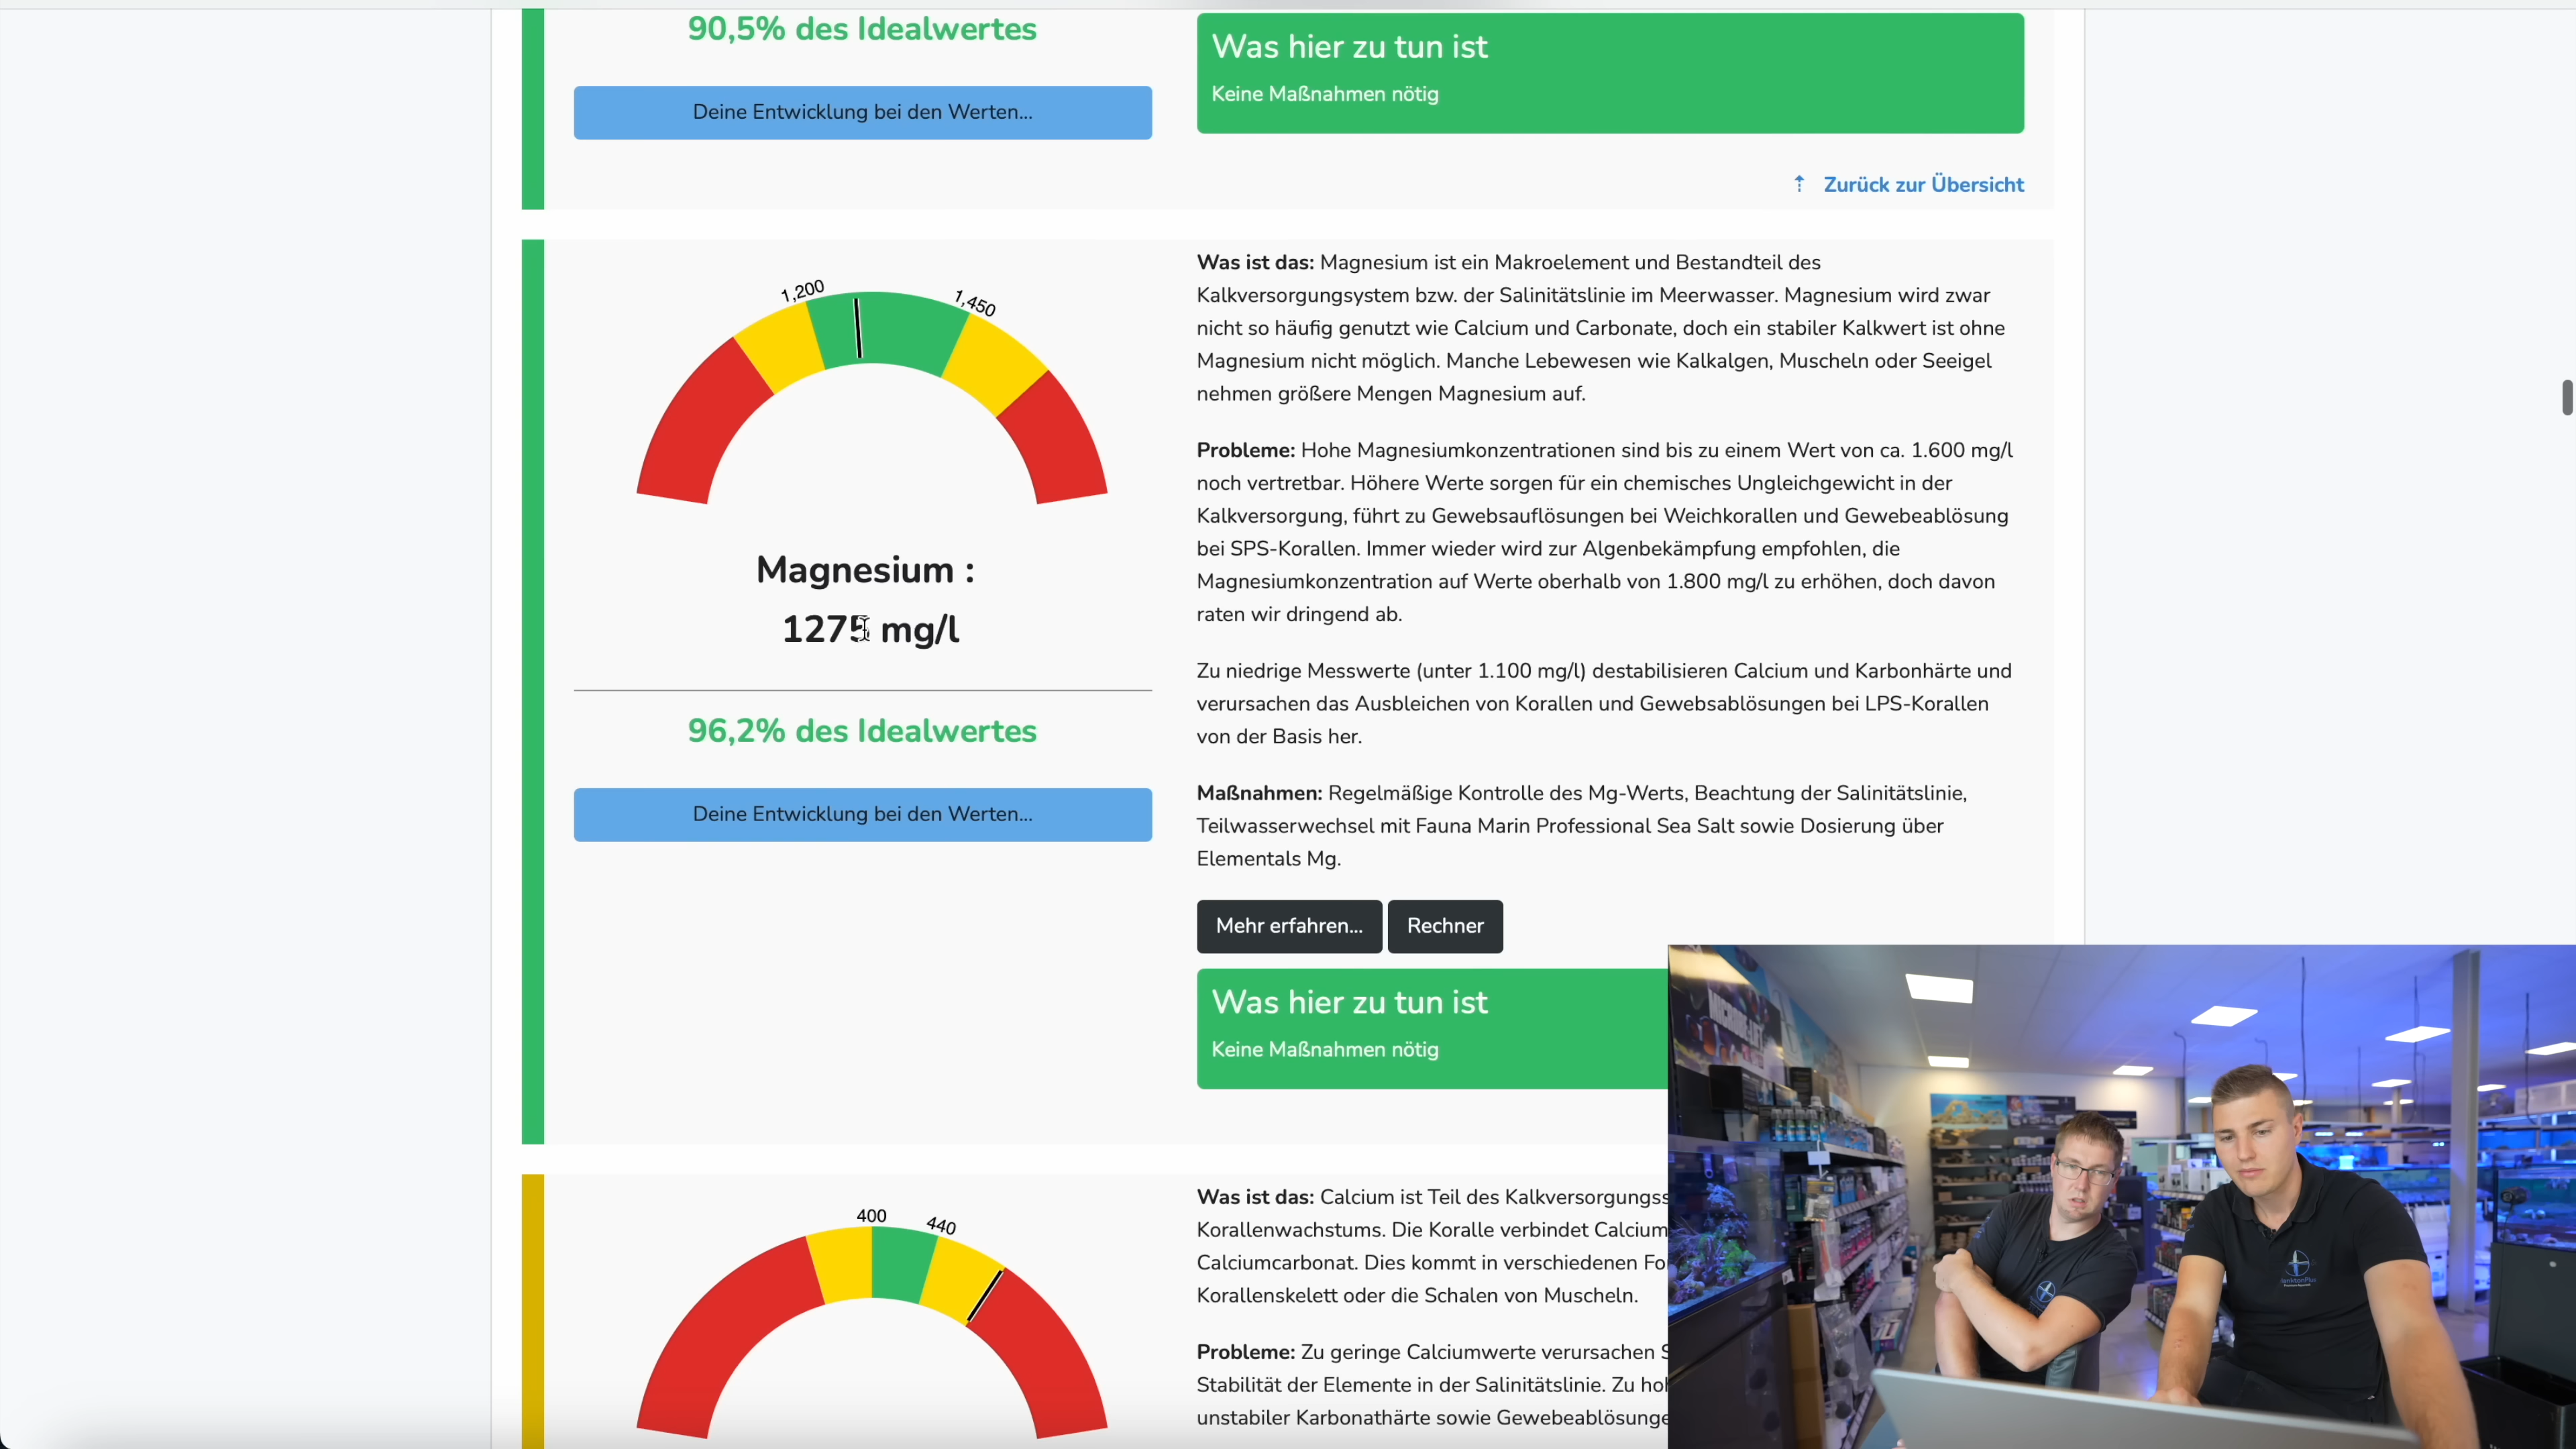 90,5% des Idealwertes
Deine Entwicklung bei den Werten...
Was hier zu tun ist
Keine Maßnahmen nötig
⇡ Zurück zur Übersicht
1,200
1,450
Magnesium :
1275 mg/l
96,2% des Idealwertes
Deine Entwicklung bei den Werten...
Was ist das: Magnesium ist ein Makroelement und Bestandteil des
Kalkversorgungsystem bzw. der Salinitätslinie im Meerwasser. Magnesium wird zwar
nicht so häufig genutzt wie Calcium und Carbonate, doch ein stabiler Kalkwert ist ohne
Magnesium nicht möglich. Manche Lebewesen wie Kalkalgen, Muscheln oder Seeigel
nehmen größere Mengen Magnesium auf.
Probleme: Hohe Magnesiumkonzentrationen sind bis zu einem Wert von ca. 1.600 mg/l
noch vertretbar. Höhere Werte sorgen für ein chemisches Ungleichgewicht in der
Kalkversorgung, führt zu Gewebsauflösungen bei Weichkorallen und Gewebeablösung
bei SPS-Korallen. Immer wieder wird zur Algenbekämpfung empfohlen, die
Magnesiumkonzentration auf Werte oberhalb von 1.800 mg/l zu erhöhen, doch davon
raten wir dringend ab.
Zu niedrige Messwerte (unter 1.100 mg/l) destabilisieren Calcium und Karbonhärte und
verursachen das Ausbleichen von Korallen und Gewebsablösungen bei LPS-Korallen
von der Basis her.
Maßnahmen: Regelmäßige Kontrolle des Mg-Werts, Beachtung der Salinitätslinie,
Teilwasserwechsel mit Fauna Marin Professional Sea Salt sowie Dosierung über
Elementals Mg.
Mehr erfahren... Rechner
Was hier zu tun ist
Keine Maßnahmen nötig
400
440
Was ist das: Calcium ist Teil des Kalkversorgungss
Korallenwachstums. Die Koralle verbindet Calcium
Calciumcarbonat. Dies kommt in verschiedenen Fo
Korallenskelett oder die Schalen von Muscheln.
Probleme: Zu geringe Calciumwerte verursachen S
Stabilität der Elemente in der Salinitätslinie. Zu hoh
unstabiler Karbonathärte sowie Gewebeablösunge